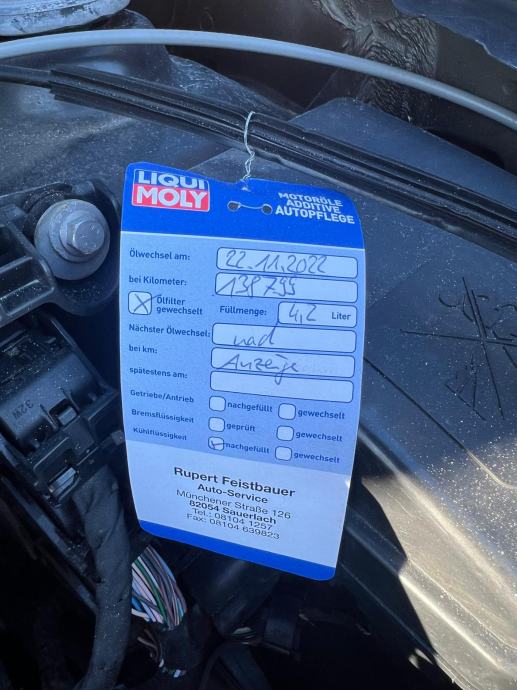 LIQUI
MOLY
MOTORÖLE
ADDITIVE
AUTOPFLEGE
Ölwechsel am: 22.11.2022
bei Kilometer: 138799
Ölfilter
gewechselt
Füllmenge: 4,2 Liter
Nächster Ölwechsel: nach
bei km: Anzeige
spätestens am:
Getriebe/Antrieb nachgefüllt gewechselt
Bremsflüssigkeit geprüft gewechselt
Kühlflüssigkeit nachgefüllt gewechselt
Rupert Feistbauer
Auto-Service
Münchener Straße 126
82054 Sauerlach
Tel.: 08104 1257
Fax: 08104 639823
32W